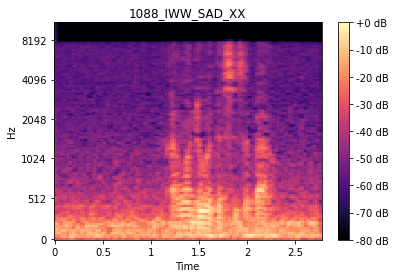 1088_IWW_SAD_XX
Hz
8192
4096
2048
1024
512
0
0
0.5
1
1.5
2
2.5
Time
+0 dB
-10 dB
-20 dB
-30 dB
-40 dB
-50 dB
-60 dB
-70 dB
-80 dB